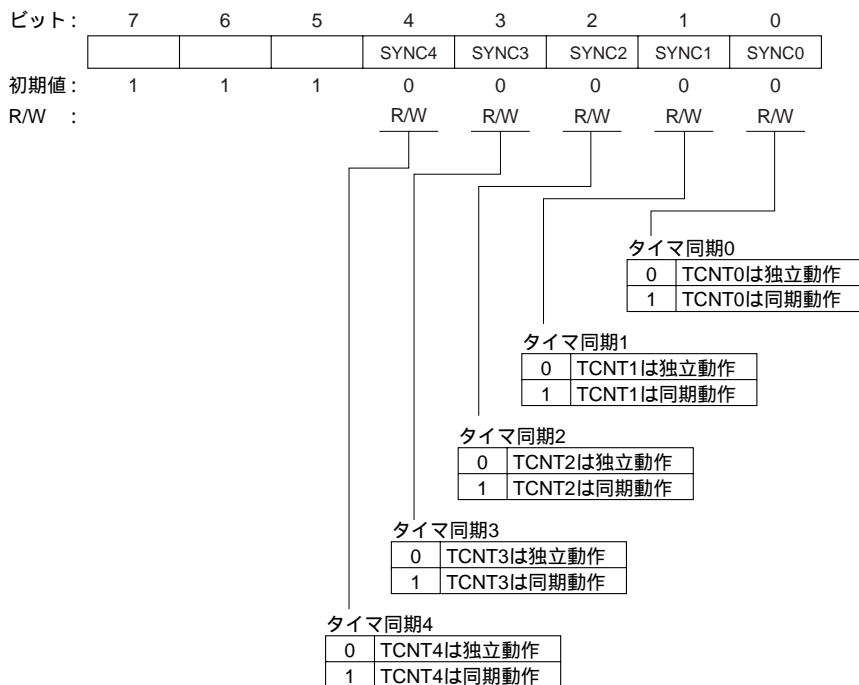 ビット : 7 6 5 4 3 2 1 0
SYNC4 SYNC3 SYNC2 SYNC1 SYNC0
初期値 : 1 1 1 0 0 0 0 0
R/W : R/W R/W R/W R/W R/W
タイマ同期0
0 TCNT0は独立動作
1 TCNT0は同期動作
タイマ同期1
0 TCNT1は独立動作
1 TCNT1は同期動作
タイマ同期2
0 TCNT2は独立動作
1 TCNT2は同期動作
タイマ同期3
0 TCNT3は独立動作
1 TCNT3は同期動作
タイマ同期4
0 TCNT4は独立動作
1 TCNT4は同期動作